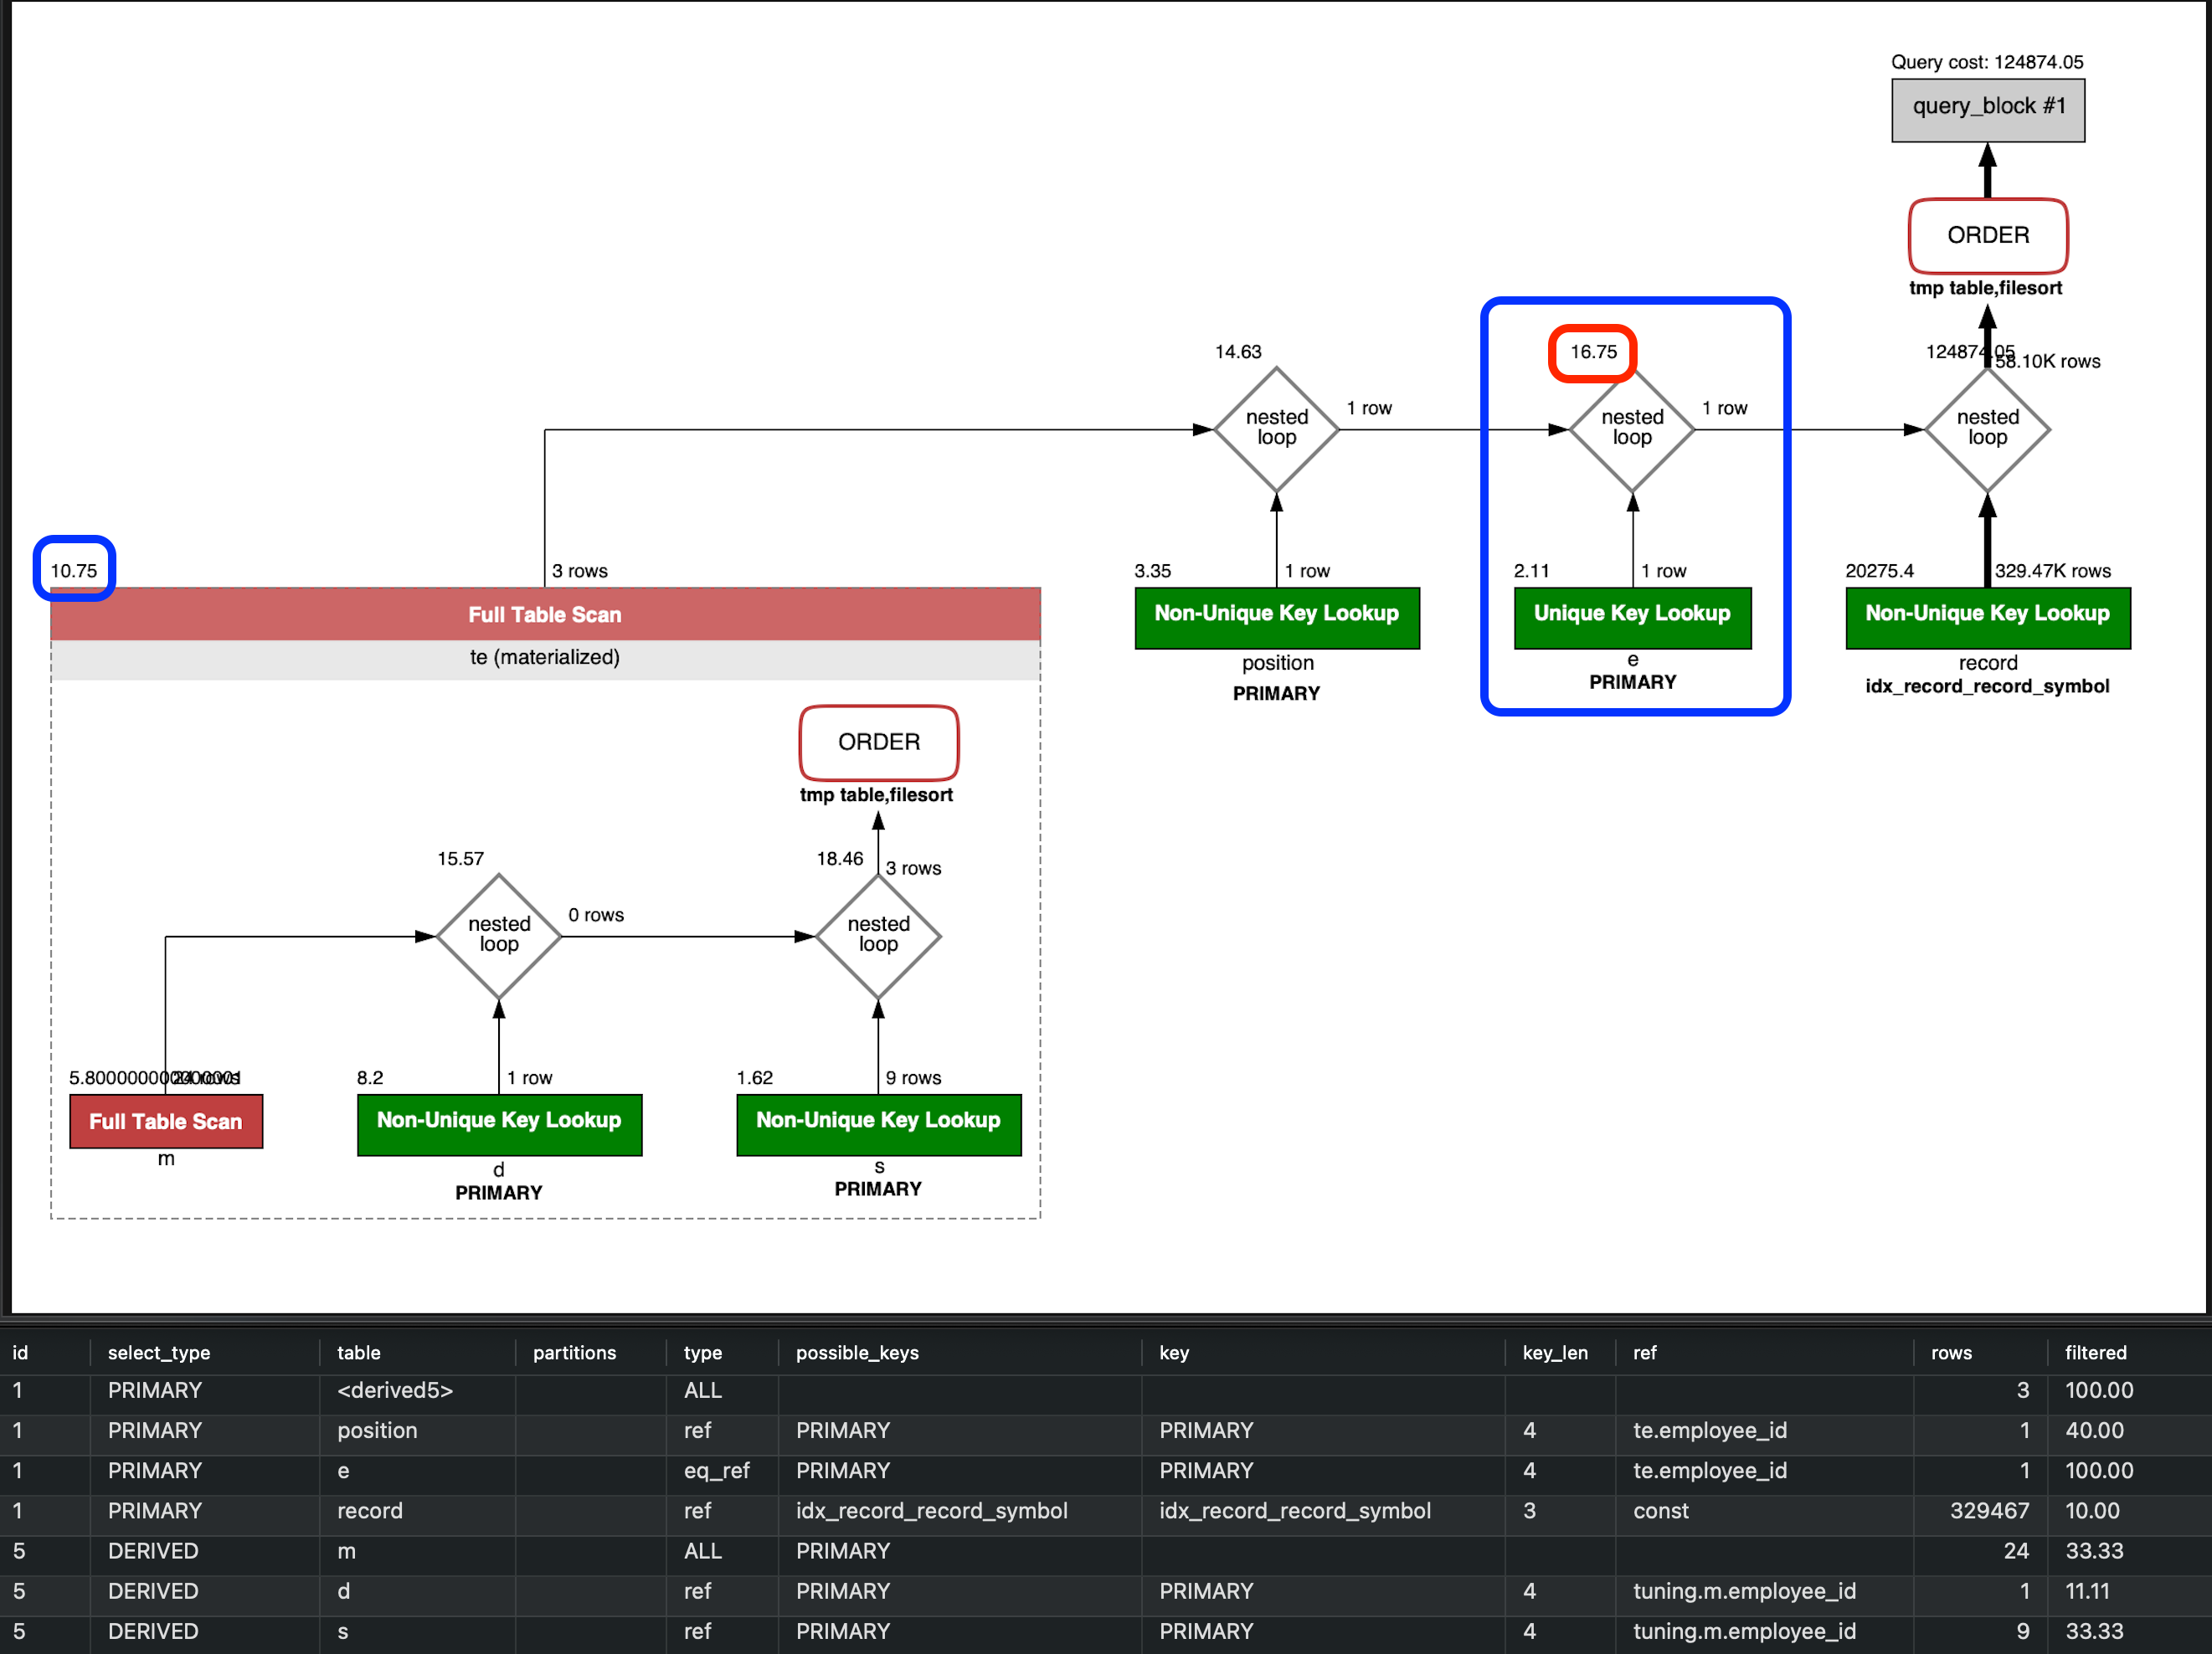 Query cost: 124874.05
query_block #1
ORDER
tmp table,filesort
14.63
16.75
124874.05
58.10K rows
nested
loop
1 row
nested
loop
1 row
nested
loop
10.75
3 rows
3.35
1 row
2.11
1 row
20275.4
329.47K rows
Full Table Scan
Non-Unique Key Lookup
Unique Key Lookup
Non-Unique Key Lookup
te (materialized)
position
PRIMARY
e
PRIMARY
record
idx_record_record_symbol
ORDER
tmp table,filesort
15.57
18.46
3 rows
nested
loop
0 rows
nested
loop
24 rows
8.2
1 row
1.62
9 rows
Full Table Scan
Non-Unique Key Lookup
Non-Unique Key Lookup
m
d
PRIMARY
s
PRIMARY
id select_type table partitions type possible_keys key key_len ref rows filtered
1 PRIMARY <derived5> ALL 3 100.00
1 PRIMARY position ref PRIMARY PRIMARY 4 te.employee_id 1 40.00
1 PRIMARY e eq_ref PRIMARY PRIMARY 4 te.employee_id 1 100.00
1 PRIMARY record ref idx_record_record_symbol idx_record_record_symbol 3 const 329467 10.00
5 DERIVED m ALL PRIMARY 24 33.33
5 DERIVED d ref PRIMARY PRIMARY 4 tuning.m.employee_id 1 11.11
5 DERIVED s ref PRIMARY PRIMARY 4 tuning.m.employee_id 9 33.33